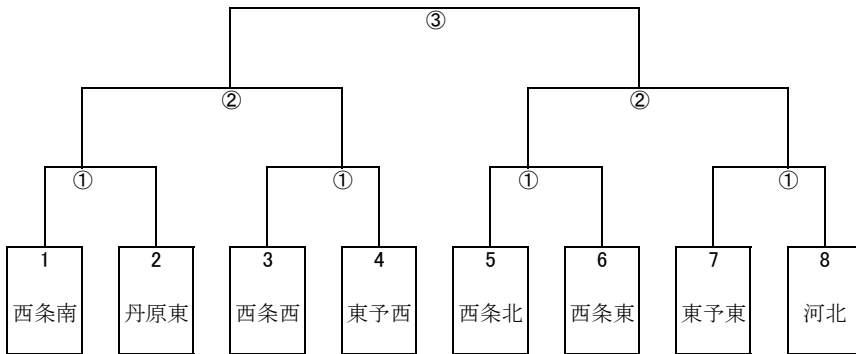 ③
② ②
① ① ① ①
1 2 3 4 5 6 7 8
西条南 丹原東 西条西 東予西 西条北 西条東 東予東 河北